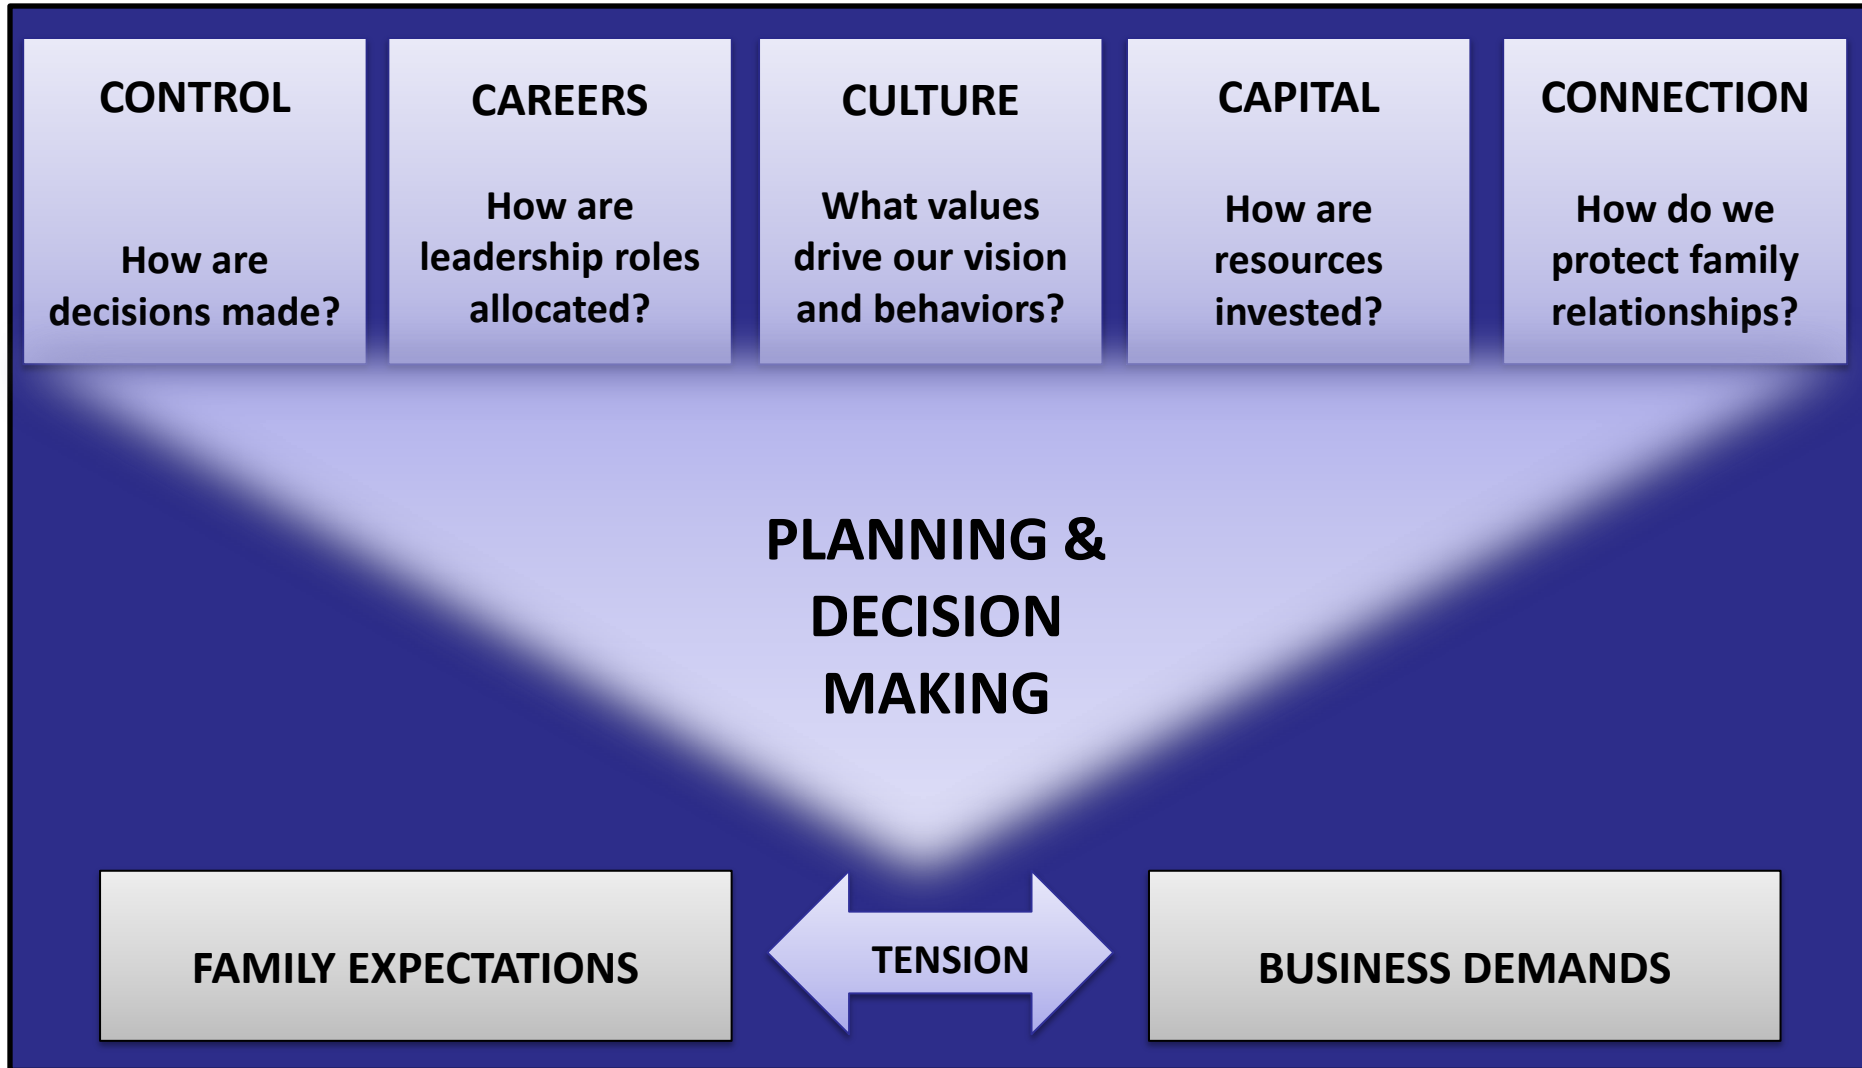 CONTROL
How are
decisions made?
CAREERS
How are
leadership roles
allocated?
CULTURE
What values
drive our vision
and behaviors?
CAPITAL
How are
resources
invested?
CONNECTION
How do we
protect family
relationships?
PLANNING &
DECISION
MAKING
FAMILY EXPECTATIONS
TENSION
BUSINESS DEMANDS